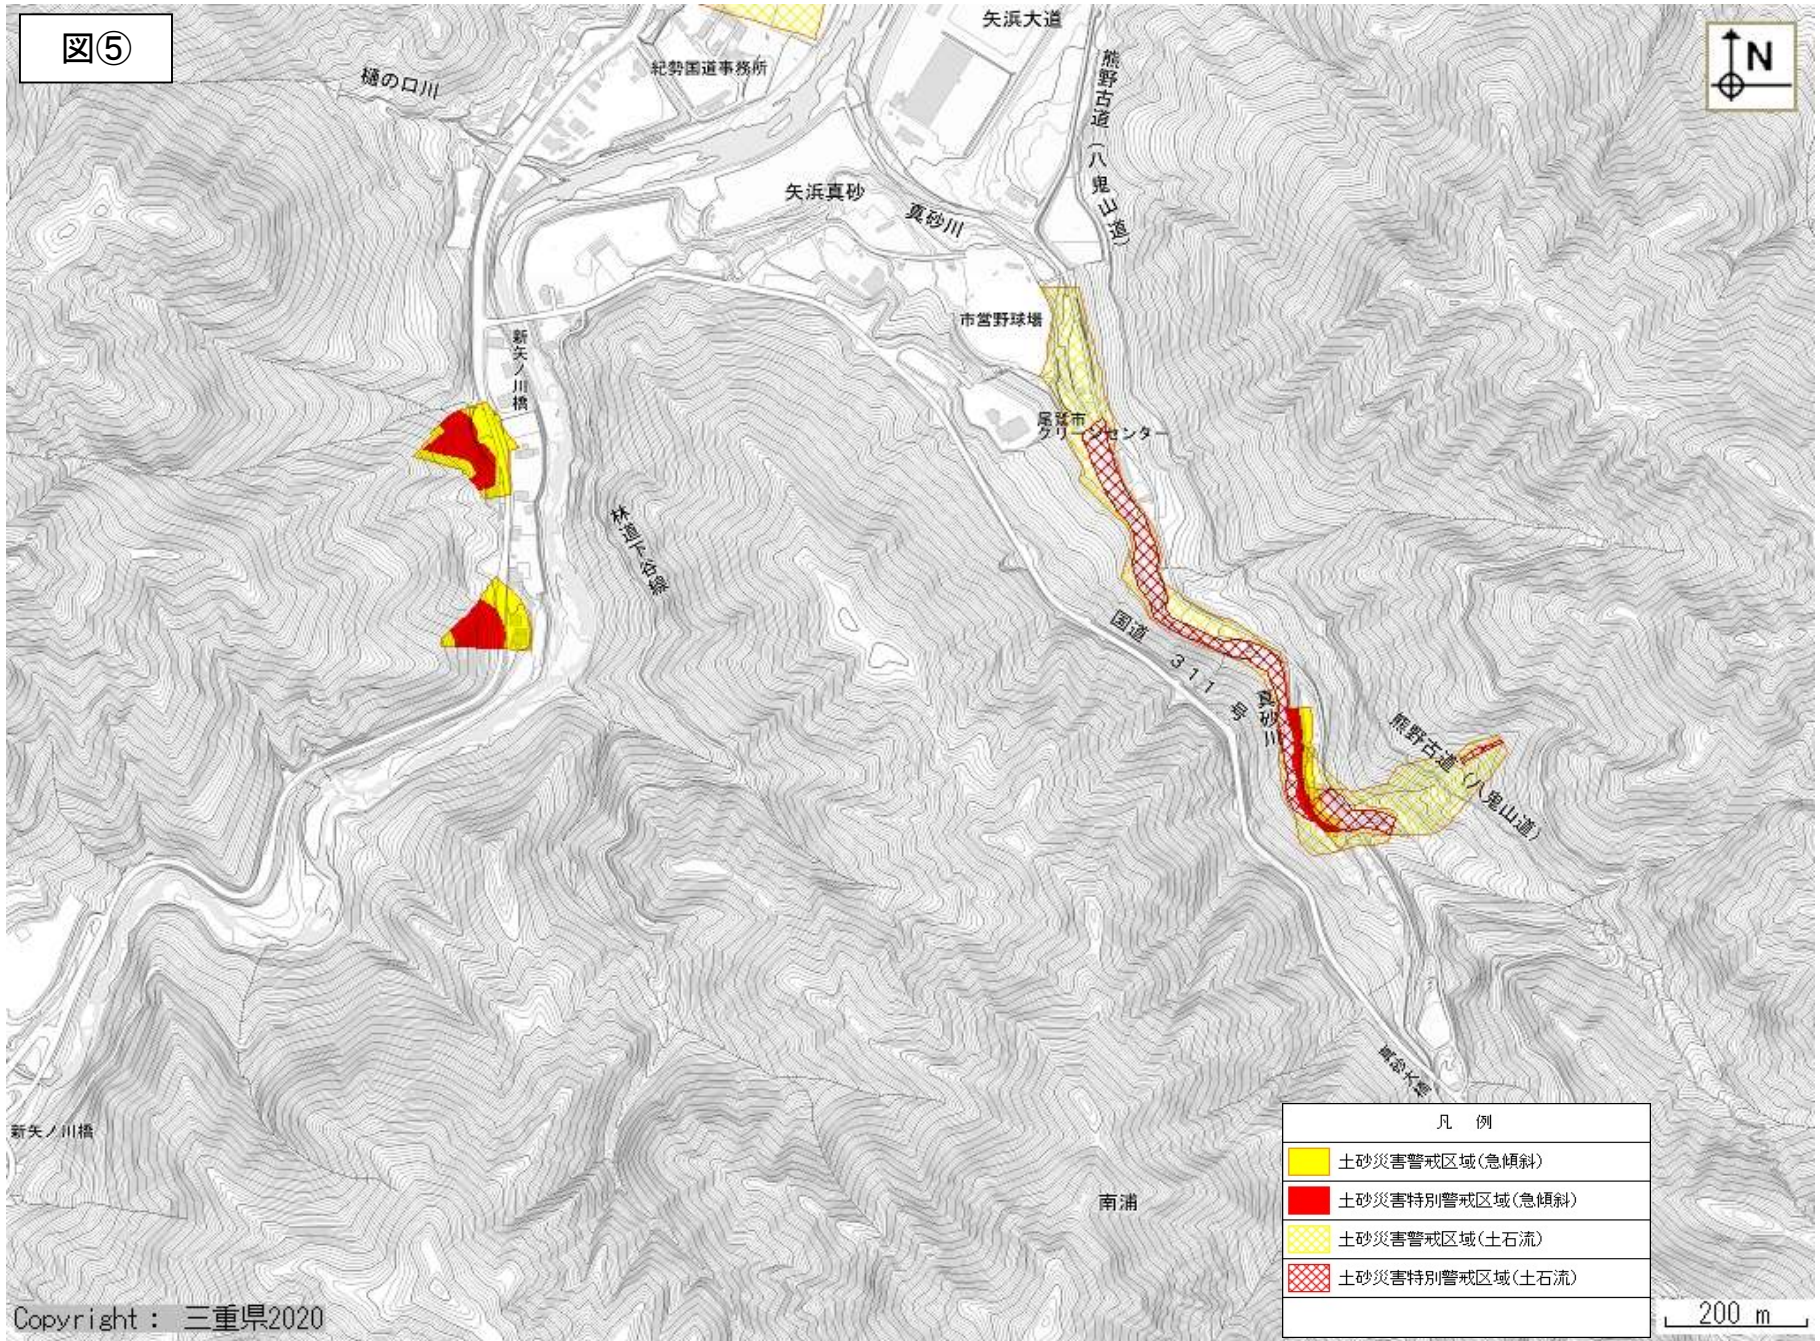 図⑤
矢浜大道
N
紀勢国道事務所
樋の口川
熊野古道(八鬼山道)
矢浜真砂
真砂川
市営野球場
新矢ノ川橋
尾鷲市
クリーンセンター
林道下谷線
国道311号
真砂川
熊野古道(八鬼山道)
真砂大橋
新矢ノ川橋
南浦
凡 例
土砂災害警戒区域(急傾斜)
土砂災害特別警戒区域(急傾斜)
土砂災害警戒区域(土石流)
土砂災害特別警戒区域(土石流)
Copyright: 三重県2020
200 m